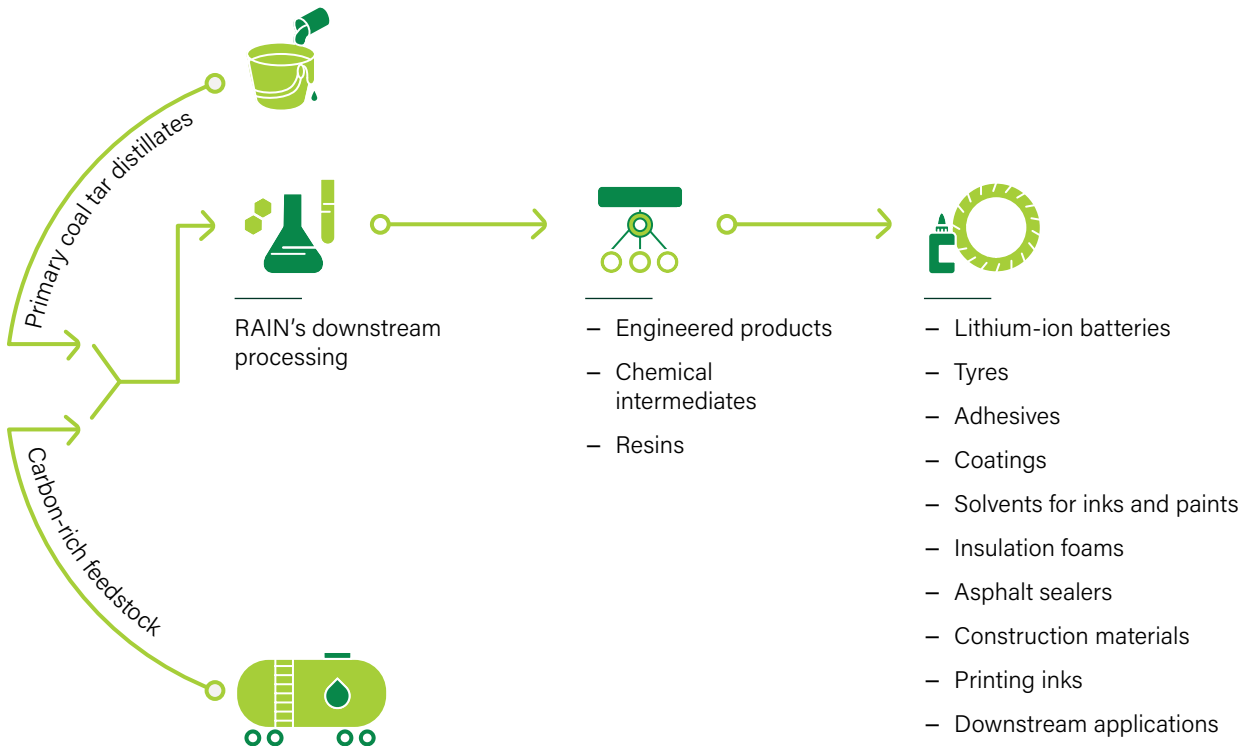 Primary coal tar distillates
Carbon-rich feedstock
RAIN's downstream
processing
– Engineered products
– Chemical
intermediates
– Resins
– Lithium-ion batteries
– Tyres
– Adhesives
– Coatings
– Solvents for inks and paints
– Insulation foams
– Asphalt sealers
– Construction materials
– Printing inks
– Downstream applications